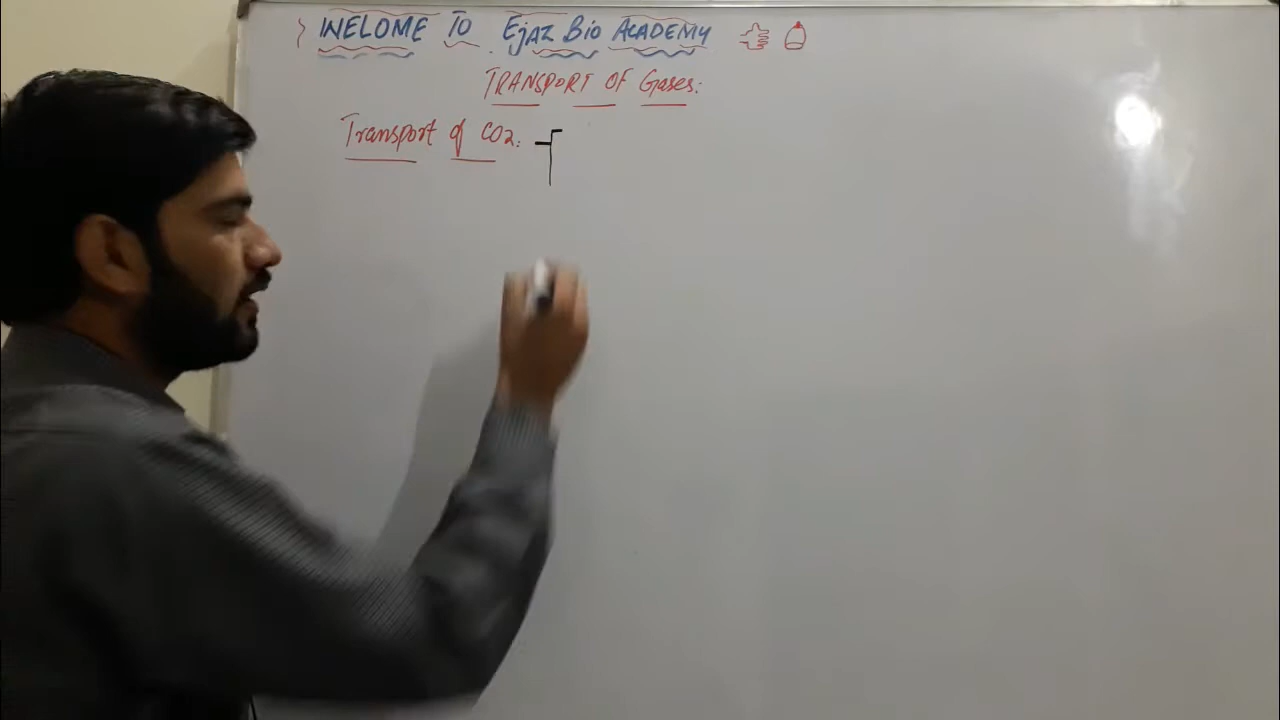 WELOME TO EJAZ BIO ACADEMY
TRANSPORT OF Gases:
Transport of CO2: